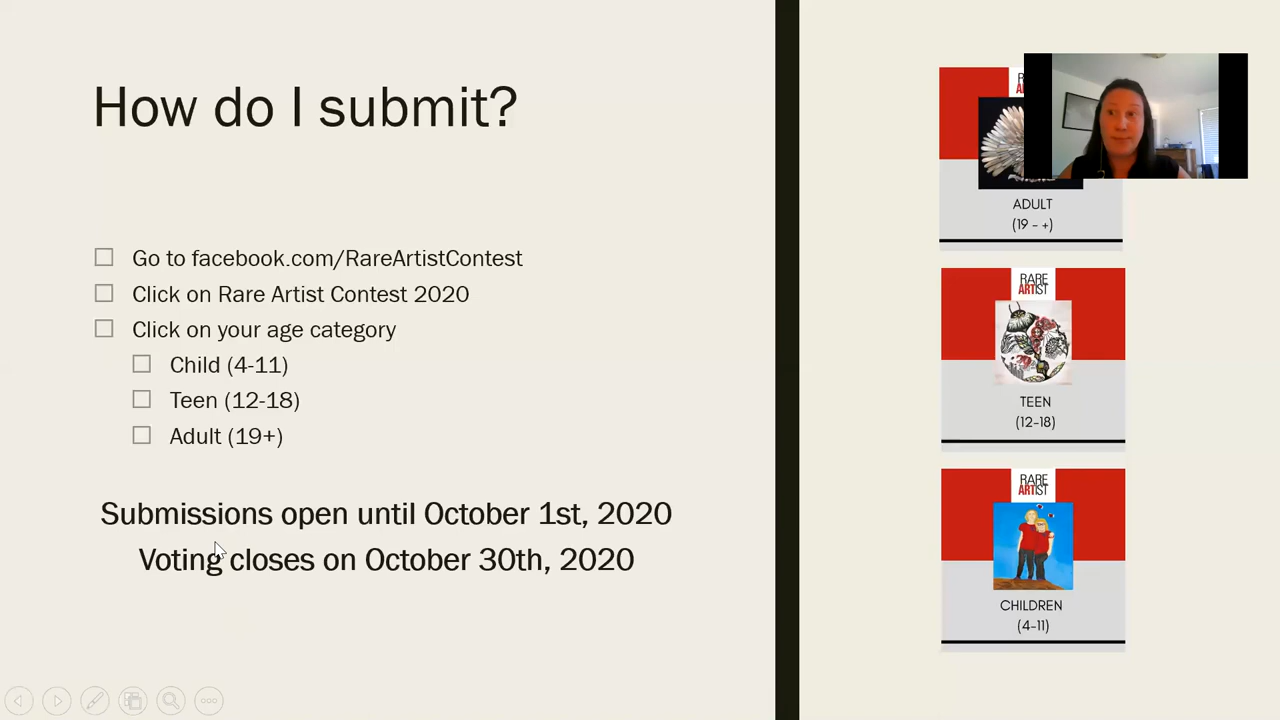 How do I submit?
Go to facebook.com/RareArtistContest
Click on Rare Artist Contest 2020
Click on your age category
Child (4-11)
Teen (12-18)
Adult (19+)
Submissions open until October 1st, 2020
Voting closes on October 30th, 2020
ADULT
(19 - +)
RARE
ARTIST
TEEN
(12-18)
RARE
ARTIST
CHILDREN
(4-11)